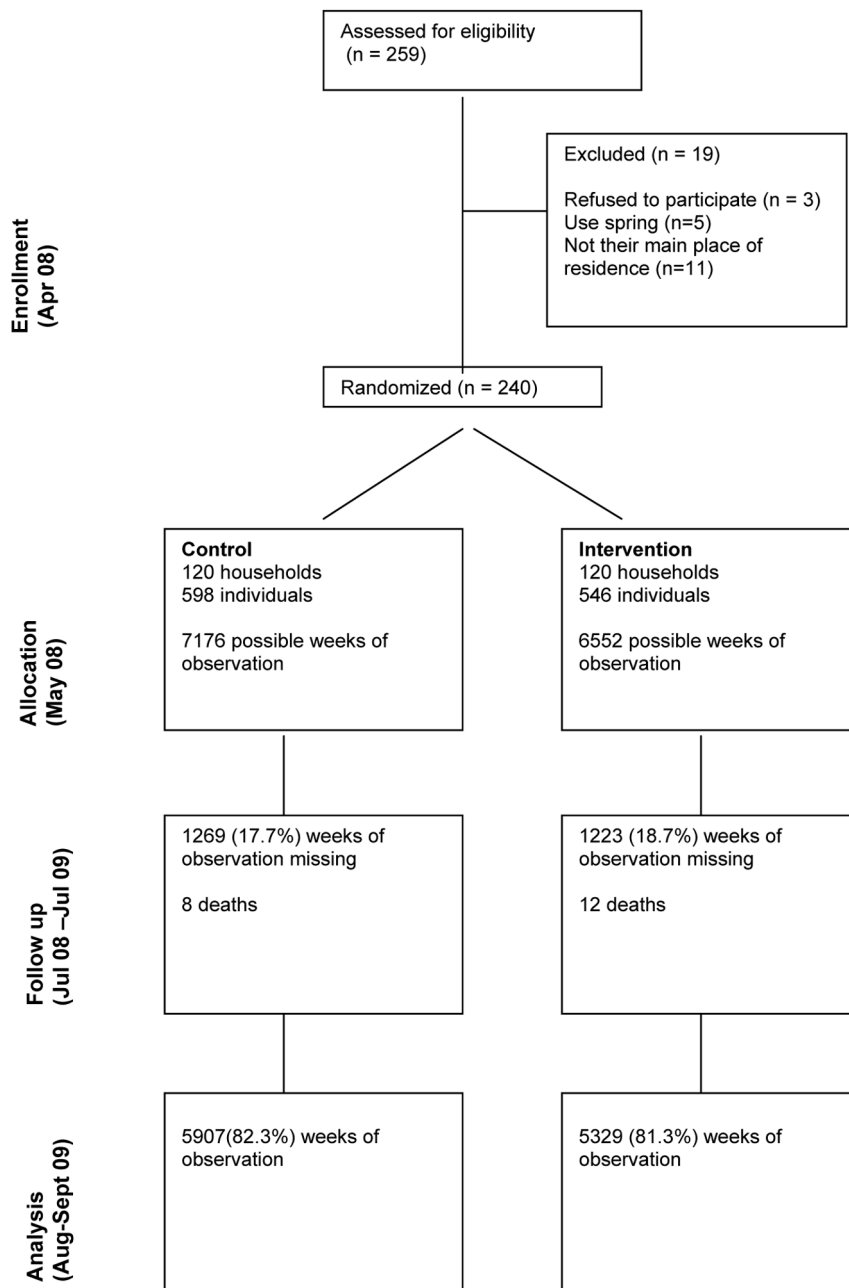 Assessed for eligibility
(n = 259)
Enrollment
(Apr 08)
Excluded (n = 19)
Refused to participate (n = 3)
Use spring (n=5)
Not their main place of
residence (n=11)
Randomized (n = 240)
Allocation
(May 08)
Control
120 households
598 individuals
7176 possible weeks of
observation
Intervention
120 households
546 individuals
6552 possible weeks of
observation
Follow up
(Jul 08 –Jul 09)
1269 (17.7%) weeks of
observation missing
8 deaths
1223 (18.7%) weeks of
observation missing
12 deaths
Analysis
(Aug-Sept 09)
5907(82.3%) weeks of
observation
5329 (81.3%) weeks of
observation